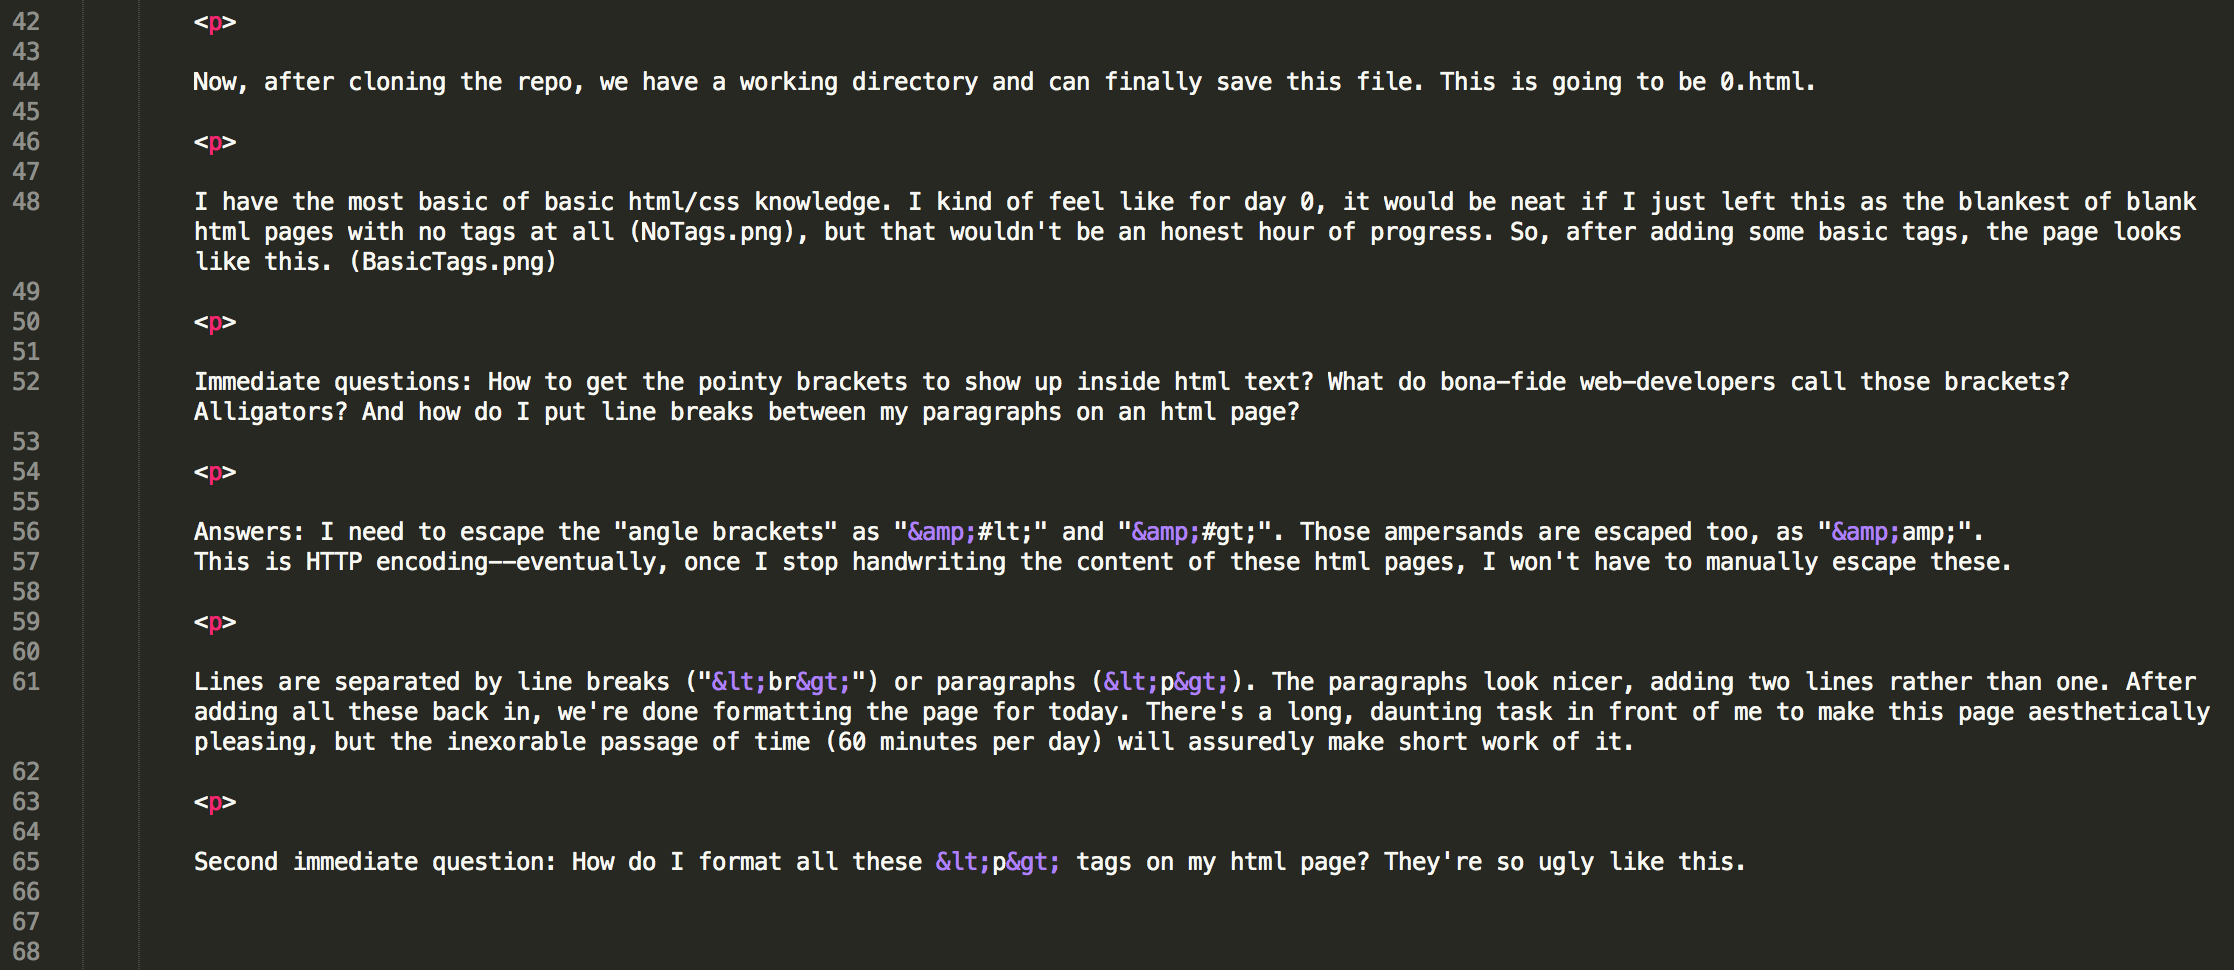 42 <p>
43
44 Now, after cloning the repo, we have a working directory and can finally save this file. This is going to be 0.html.
45
46 <p>
47
48 I have the most basic of basic html/css knowledge. I kind of feel like for day 0, it would be neat if I just left this as the blankest of blank
html pages with no tags at all (NoTags.png), but that wouldn't be an honest hour of progress. So, after adding some basic tags, the page looks
like this. (BasicTags.png)
49
50 <p>
51
52 Immediate questions: How to get the pointy brackets to show up inside html text? What do bona-fide web-developers call those brackets?
Alligators? And how do I put line breaks between my paragraphs on an html page?
53
54 <p>
55
56 Answers: I need to escape the "angle brackets" as "&amp;#lt;" and "&amp;#gt;". Those ampersands are escaped too, as "&amp;amp;".
57 This is HTTP encoding--eventually, once I stop handwriting the content of these html pages, I won't have to manually escape these.
58
59 <p>
60
61 Lines are separated by line breaks ("&lt;br&gt;") or paragraphs (&lt;p&gt;). The paragraphs look nicer, adding two lines rather than one. After
adding all these back in, we're done formatting the page for today. There's a long, daunting task in front of me to make this page aesthetically
pleasing, but the inexorable passage of time (60 minutes per day) will assuredly make short work of it.
62
63 <p>
64
65 Second immediate question: How do I format all these &lt;p&gt; tags on my html page? They're so ugly like this.
66
67
68